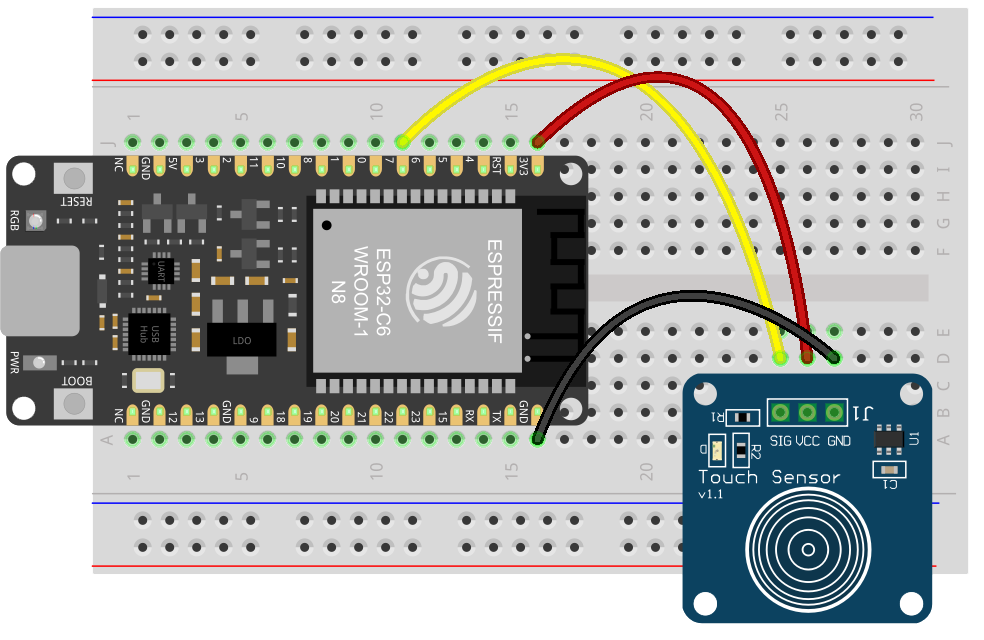 1 5 10 15 20 25 30
J J
NC GND 5V 3 2 11 10 8 1 0 7 6 5 4 RST 3V3
I
H
G
F
RESET
RGB
UART
USB Hub
LDO
PWR
BOOT
ESPRESSIF
ESP32-C6
WROOM-1
N8
E
D
C
B
NC GND 12 13 GND 9 18 19 20 21 22 23 15 RX TX GND
A A
1 5 10 15 20
R1
J1
SIG VCC GND
U1
D
R2
C1
Touch Sensor
v1.1